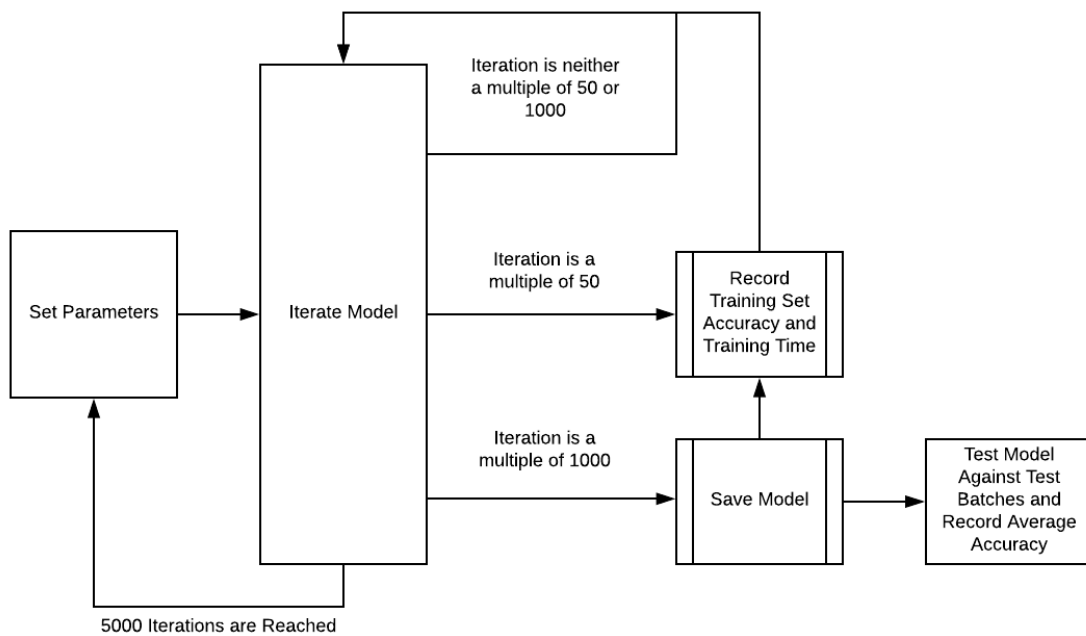 Iteration is neither
a multiple of 50 or
1000
Set Parameters
Iterate Model
Iteration is a
multiple of 50
Record
Training Set
Accuracy and
Training Time
Iteration is a
multiple of 1000
Save Model
Test Model
Against Test
Batches and
Record Average
Accuracy
5000 Iterations are Reached